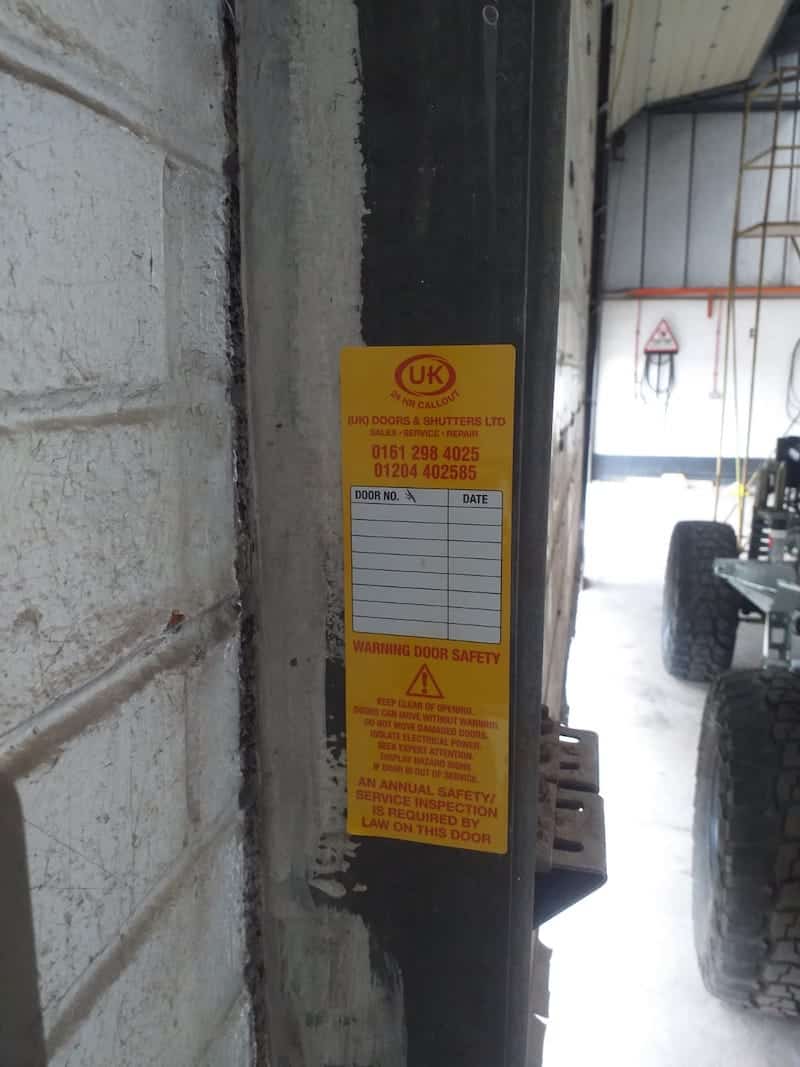 UK
24 HR CALLOUT
(UK) DOORS & SHUTTERS LTD
SALES • SERVICE • REPAIR
0161 298 4025
01204 402585
DOOR NO. DATE
WARNING DOOR SAFETY
KEEP CLEAR OF OPENING.
DOORS CAN MOVE WITHOUT WARNING.
DO NOT MOVE DAMAGED DOORS.
ISOLATE ELECTRICAL POWER.
SEEK EXPERT ATTENTION.
DISPLAY HAZARD SIGNS
IF DOOR IS OUT OF SERVICE.
AN ANNUAL SAFETY/
SERVICE INSPECTION
IS REQUIRED BY
LAW ON THIS DOOR